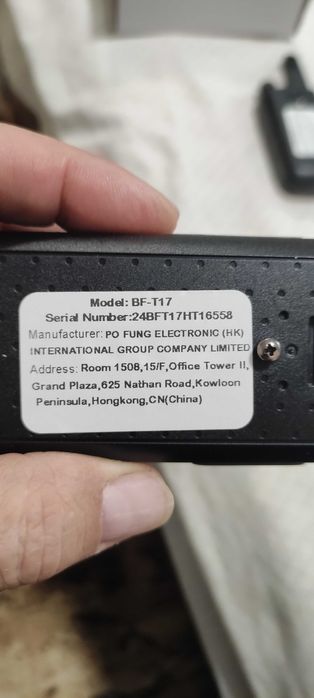 Model: BF-T17
Serial Number:24BFT17HT16558
Manufacturer: PO FUNG ELECTRONIC (HK)
INTERNATIONAL GROUP COMPANY LIMITED
Address: Room 1508,15/F,Office Tower II,
Grand Plaza,625 Nathan Road,Kowloon
Peninsula,Hongkong,CN(China)